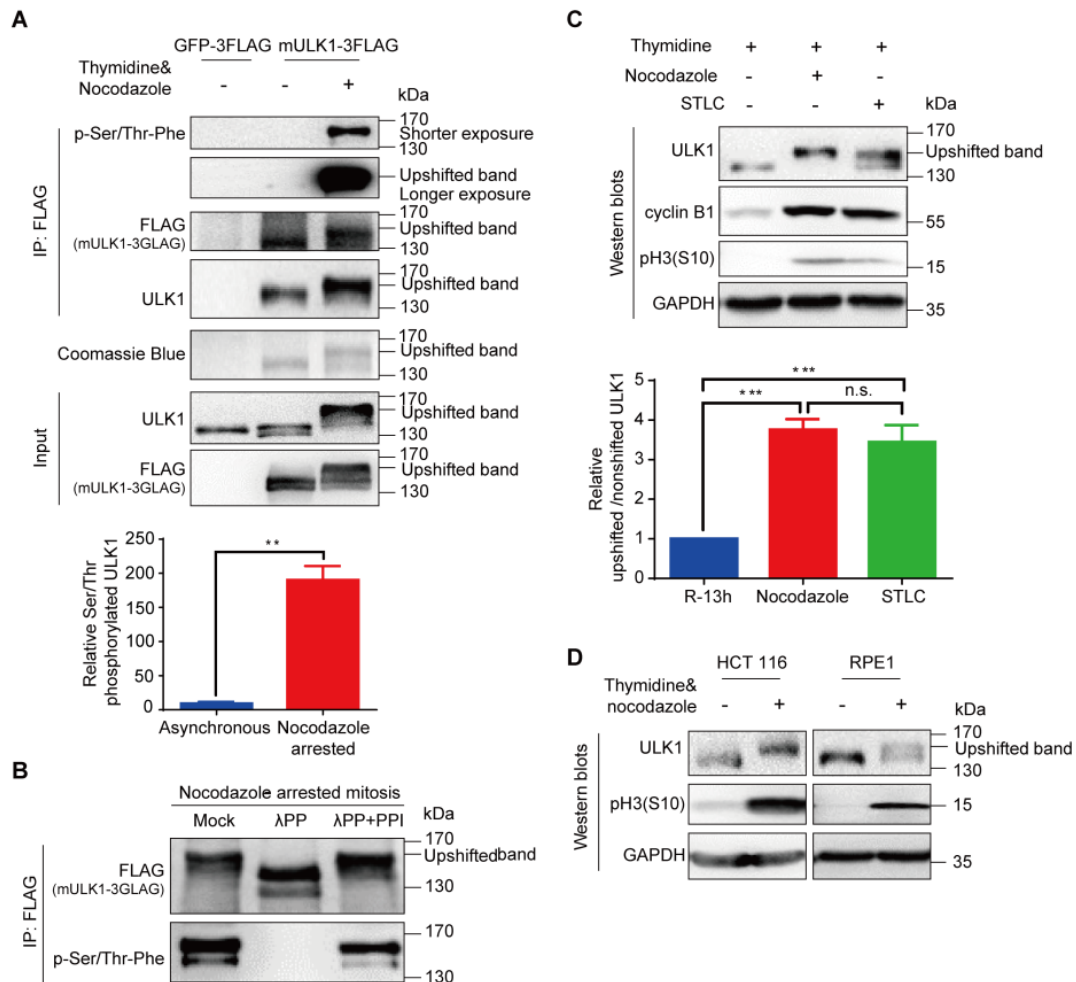 A
GFP-3FLAG mULK1-3FLAG
Thymidine&
Nocodazole - - + kDa
IP: FLAG
p-Ser/Thr-Phe
170
Shorter exposure
130
Upshifted band
Longer exposure
FLAG
(mULK1-3GLAG)
170
Upshifted band
130
ULK1
170
Upshifted band
130
Coomassie Blue
170
Upshifted band
130
Input
ULK1
170
Upshifted band
130
FLAG
(mULK1-3GLAG)
170
Upshifted band
130
Relative Ser/Thr
phosphorylated ULK1
250
200
150
100
50
0
**
Asynchronous
Nocodazole
arrested
B
Nocodazole- arrested mitosis
Mock λPP λPP+PPI kDa
IP: FLAG
FLAG
(mULK1-3GLAG)
170
Upshiftedband
130
p-Ser/Thr-Phe
170
130
C
Thymidine + + +
Nocodazole - +
STLC - + kDa
Western blots
ULK1
170
Upshifted band
130
cyclin B1
55
pH3(S10)
15
GAPDH
35
Relative
upshifted /nonshifted ULK1
5
4
3
2
1
0
***
***
n.s.
R-13h Nocodazole STLC
D
HCT 116 RPE1
Thymidine&
nocodazole - + - + kDa
Western blots
ULK1
170
Upshifted band
130
pH3(S10)
15
GAPDH
35